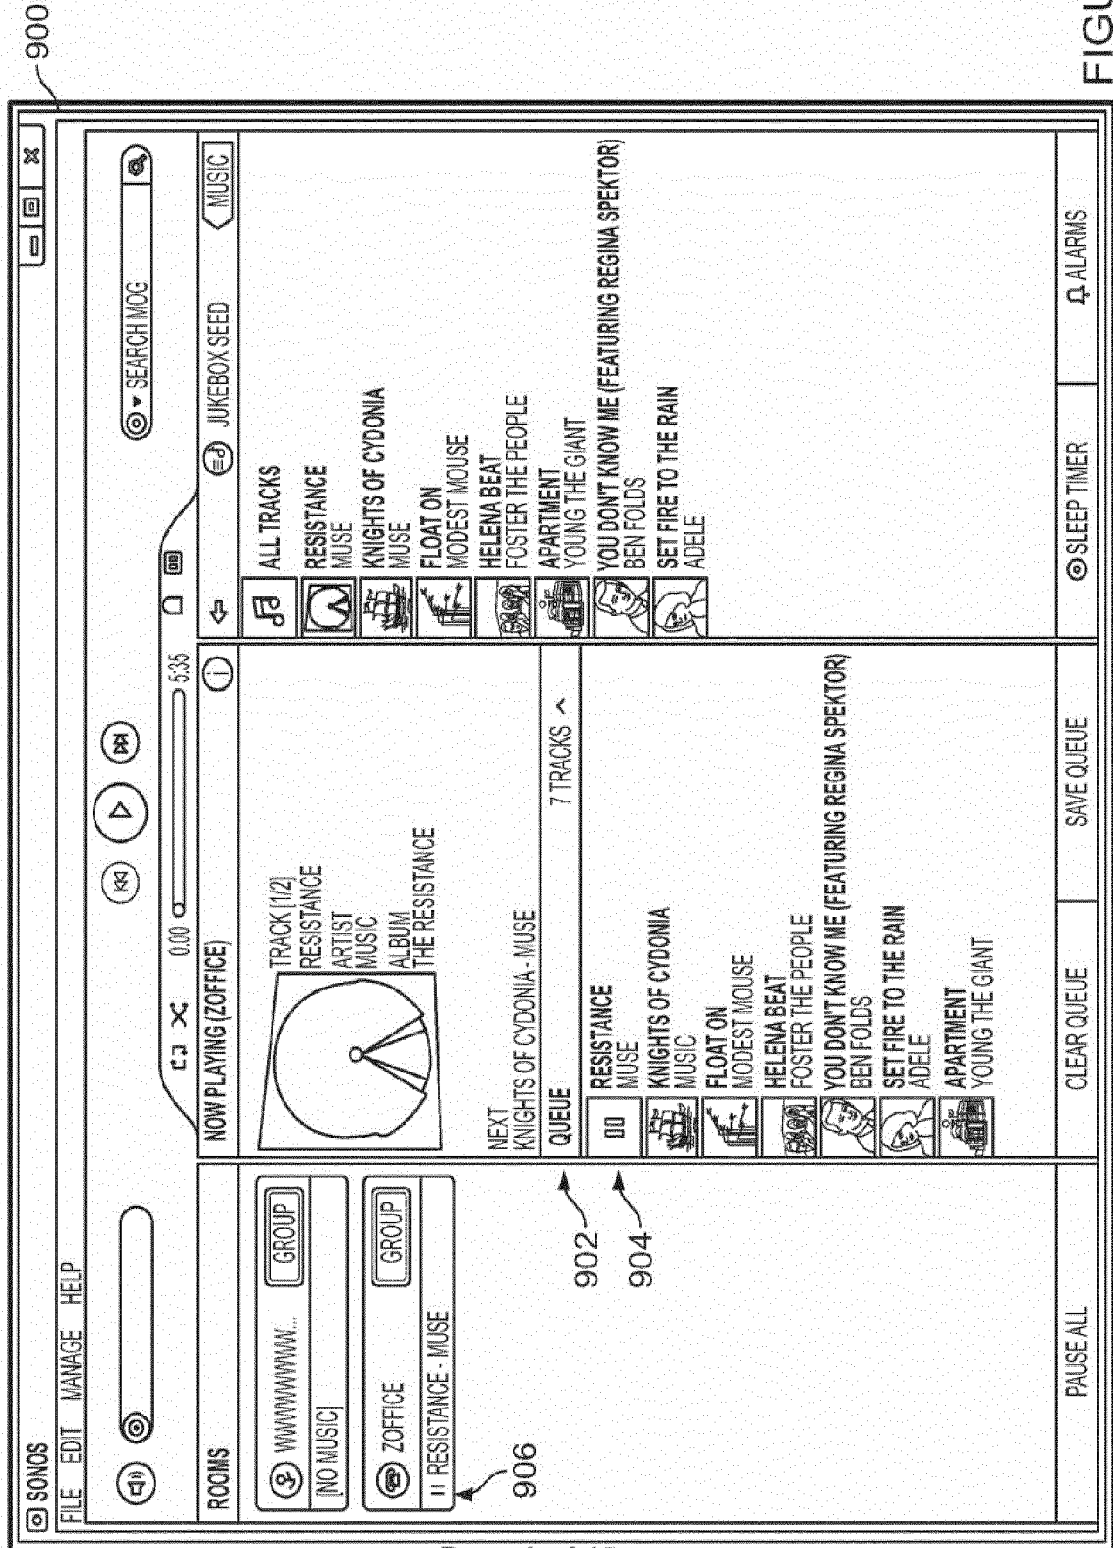 900
SONOS
FILE EDIT MANAGE HELP
SEARCH MOG
0.00
5:35
ROOMS
WWWWWWWW...
GROUP
[NO MUSIC]
ZOFFICE
GROUP
RESISTANCE - MUSE
906
PAUSE ALL
NOW PLAYING (ZOFFICE)
TRACK [1/2]
RESISTANCE
ARTIST
MUSIC
ALBUM
THE RESISTANCE
NEXT
KNIGHTS OF CYDONIA - MUSE
QUEUE
7 TRACKS
902
904
RESISTANCE
MUSE
KNIGHTS OF CYDONIA
MUSIC
FLOAT ON
MODEST MOUSE
HELENA BEAT
FOSTER THE PEOPLE
YOU DON'T KNOW ME (FEATURING REGINA SPEKTOR)
BEN FOLDS
SET FIRE TO THE RAIN
ADELE
APARTMENT
YOUNG THE GIANT
CLEAR QUEUE
SAVE QUEUE
JUKEBOX SEED
MUSIC
ALL TRACKS
RESISTANCE
MUSE
KNIGHTS OF CYDONIA
MUSE
FLOAT ON
MODEST MOUSE
HELENA BEAT
FOSTER THE PEOPLE
APARTMENT
YOUNG THE GIANT
YOU DON'T KNOW ME (FEATURING REGINA SPEKTOR)
BEN FOLDS
SET FIRE TO THE RAIN
ADELE
SLEEP TIMER
ALARMS